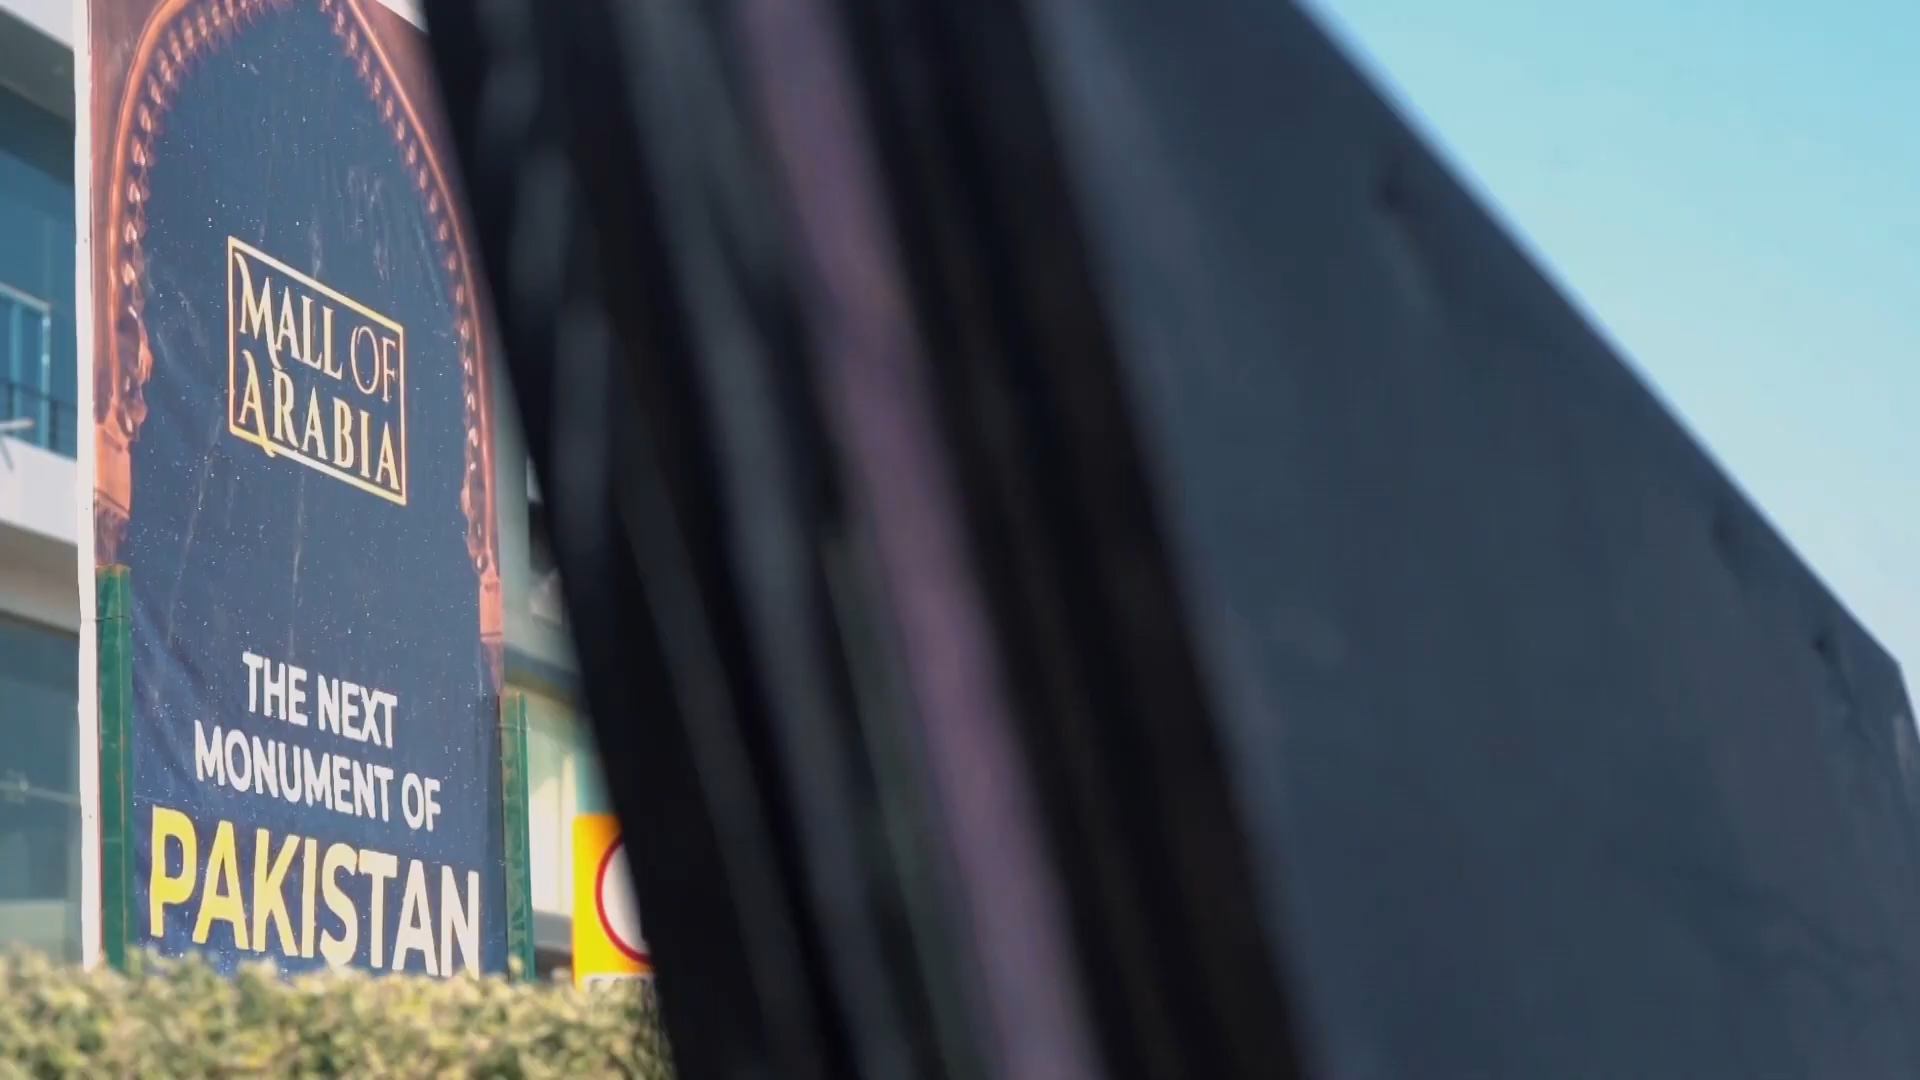 MALL OF
ARABIA
THE NEXT
MONUMENT OF
PAKISTAN